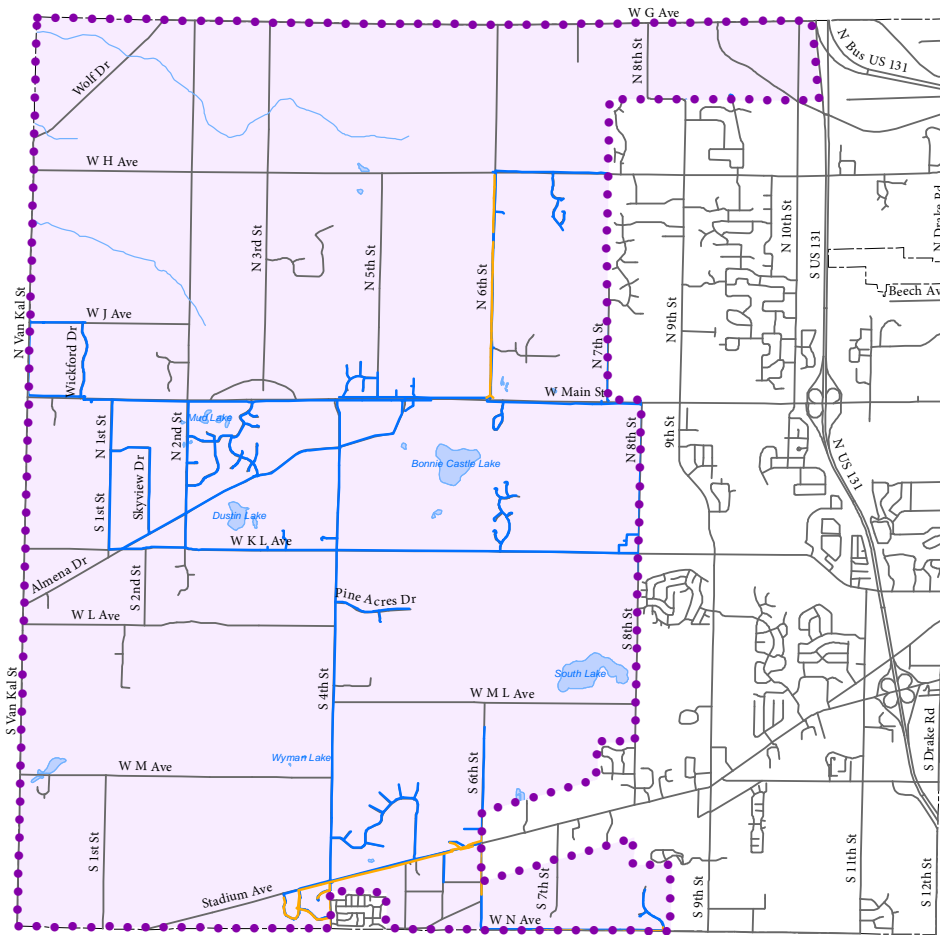 W G Ave
N Bus US 131
N 8th St
Wolf Dr
W H Ave
N Drake Rd
N 10th St
S US 131
N 3rd St
N 5th St
N 6th St
Beech Av
N Van Kal St
W J Ave
N 9th St
N 7th St
Wickford Dr
W Main St
Mud Lake
N 1st St
N 2nd St
N 8th St
9th St
Bonnie Castle Lake
N US 131
Skyview Dr
S 1st St
Dustin Lake
W K L Ave
Almena Dr
S 2nd St
Pine Acres Dr
W L Ave
S 8th St
South Lake
S 4th St
W M L Ave
S Van Kal St
S Drake Rd
Wyman Lake
W M Ave
S 6th St
S 1st St
S 11th St
S 12th St
Stadium Ave
S 7th St
S 9th St
W N Ave